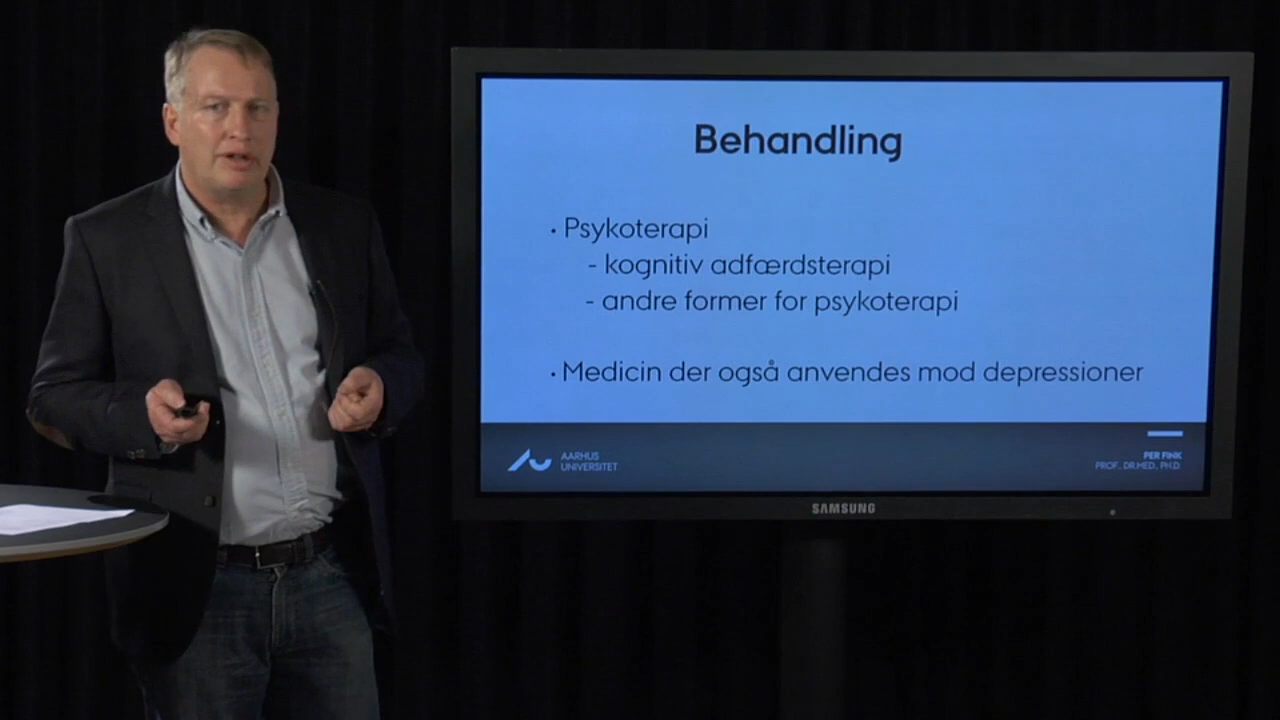 Behandling
· Psykoterapi
- kognitiv adfærdsterapi
- andre former for psykoterapi
· Medicin der også anvendes mod depressioner
AARHUS
UNIVERSITET
PER FINK
PROF., DR.MED., PH.D.
SAMSUNG